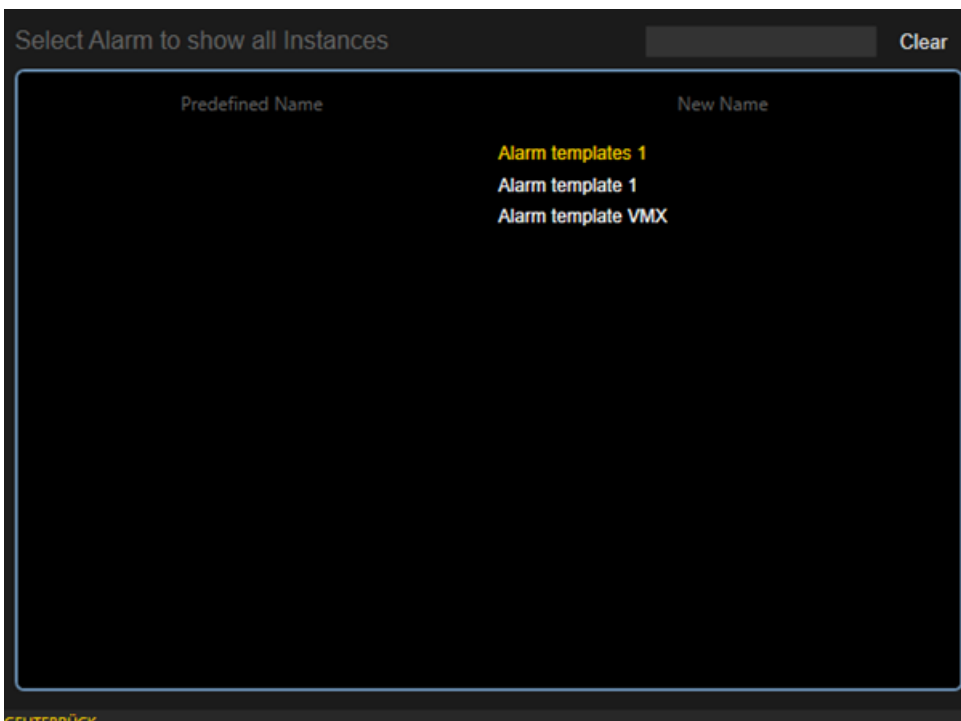 Select Alarm to show all Instances Clear
Predefined Name New Name
Alarm templates 1
Alarm template 1
Alarm template VMX